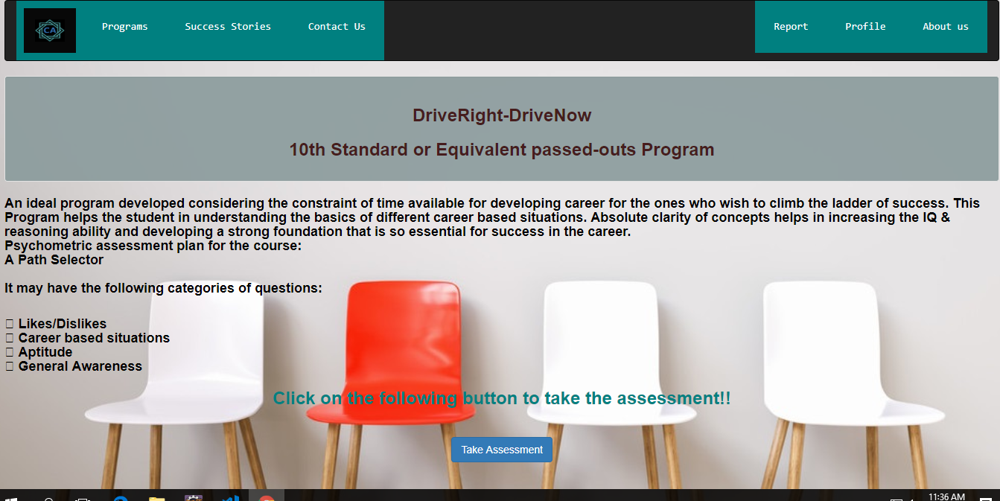 CA
Programs
Success Stories
Contact Us
Report
Profile
About us
DriveRight-DriveNow
10th Standard or Equivalent passed-outs Program
An ideal program developed considering the constraint of time available for developing career for the ones who wish to climb the ladder of success. This
Program helps the student in understanding the basics of different career based situations. Absolute clarity of concepts helps in increasing the IQ &
reasoning ability and developing a strong foundation that is so essential for success in the career.
Psychometric assessment plan for the course:
A Path Selector
It may have the following categories of questions:
Likes/Dislikes
Career based situations
Aptitude
General Awareness
Click on the following button to take the assessment!!
Take Assessment
11:36 AM